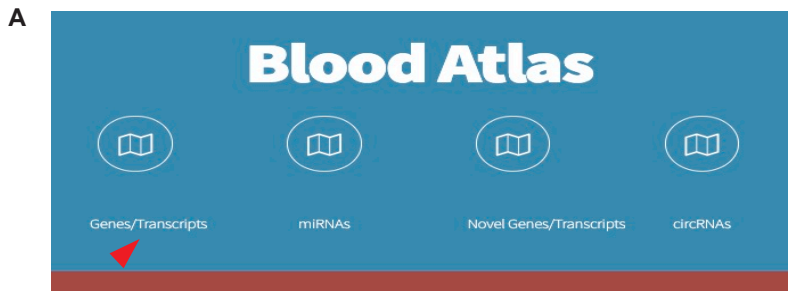 A
Blood Atlas
Genes/Transcripts miRNAs Novel Genes/Transcripts circRNAs